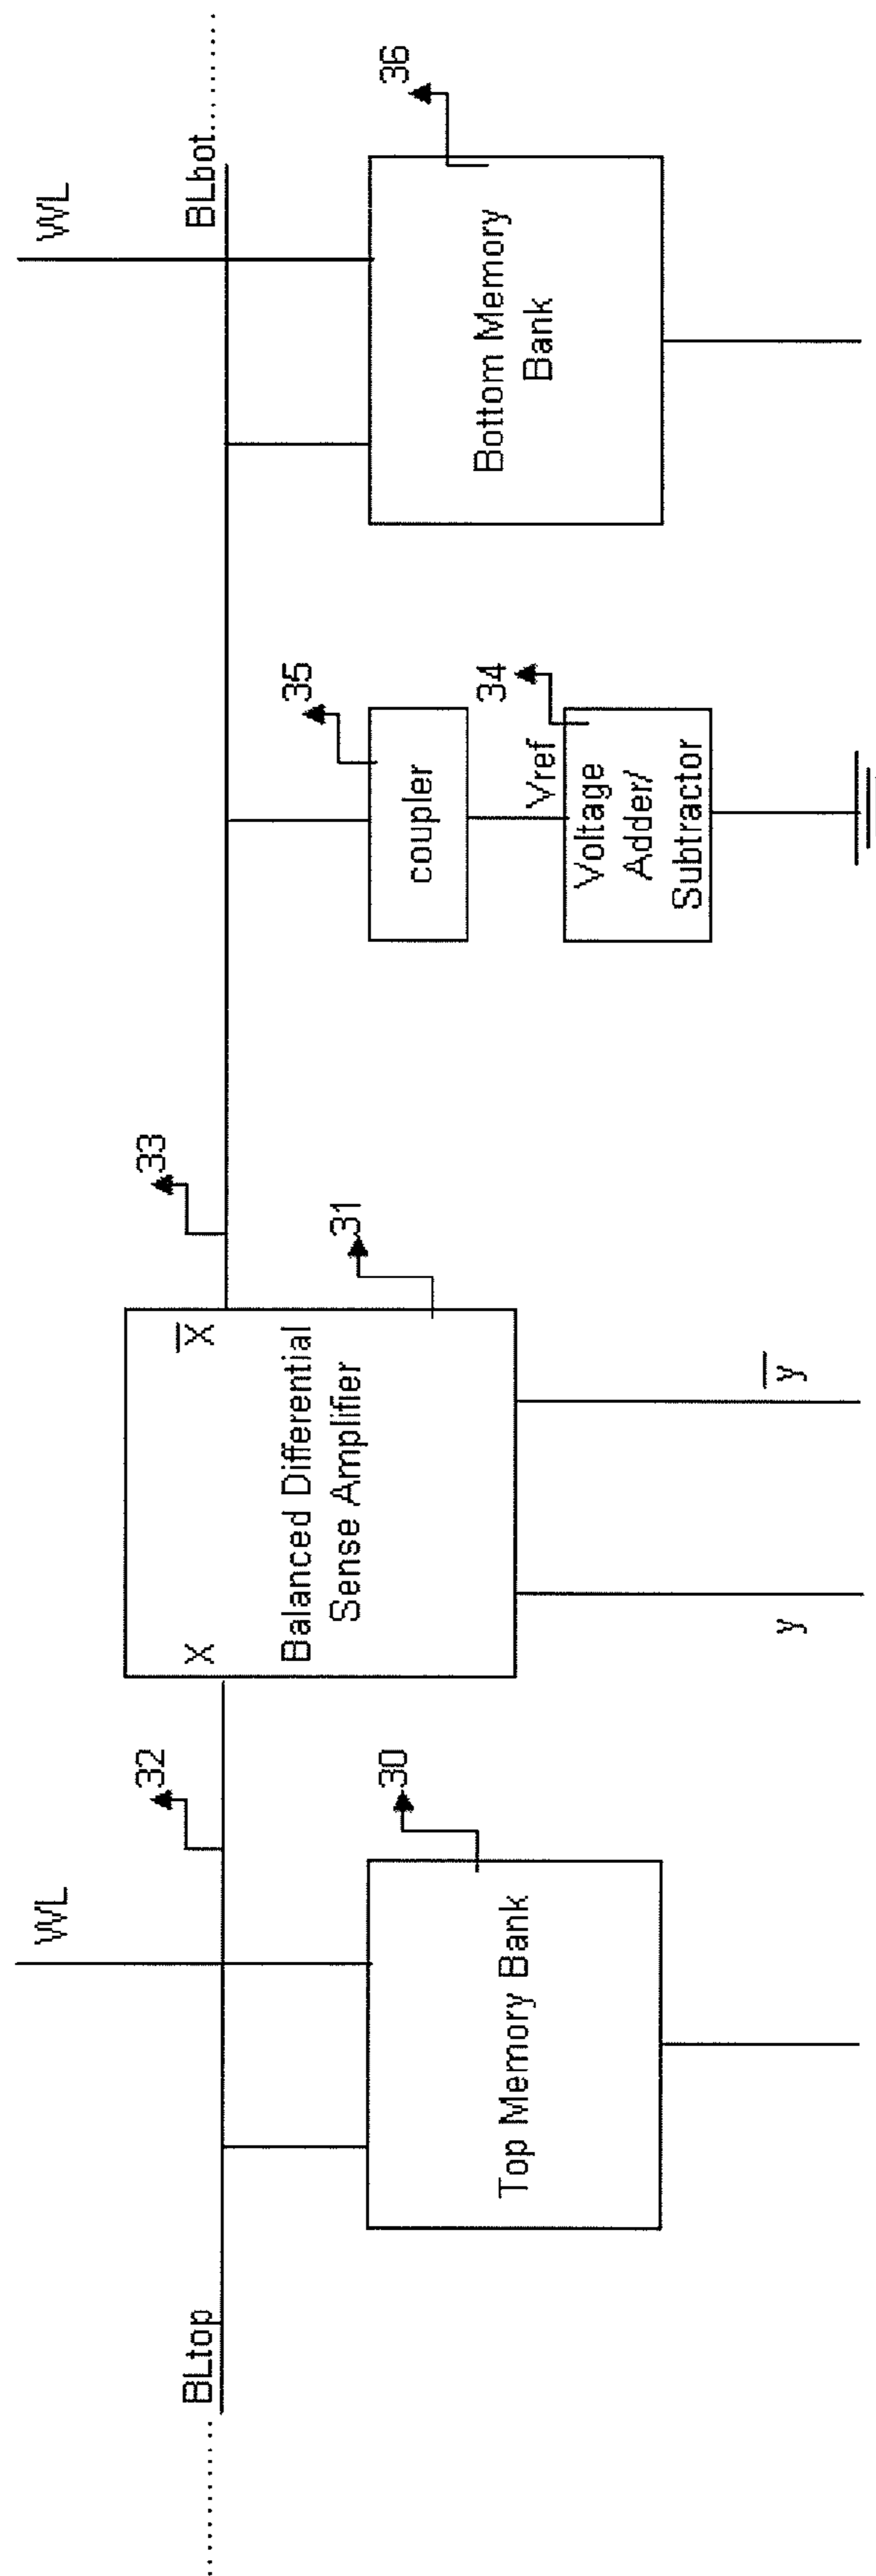 WL
WL
32
33
BLtop
X
X
BLbot
30
31
35
36
Top Memory Bank
Balanced Differential
Sense Amplifier
coupler
Bottom Memory
Bank
34
Vref
Voltage
Adder/
Subtractor
y
y